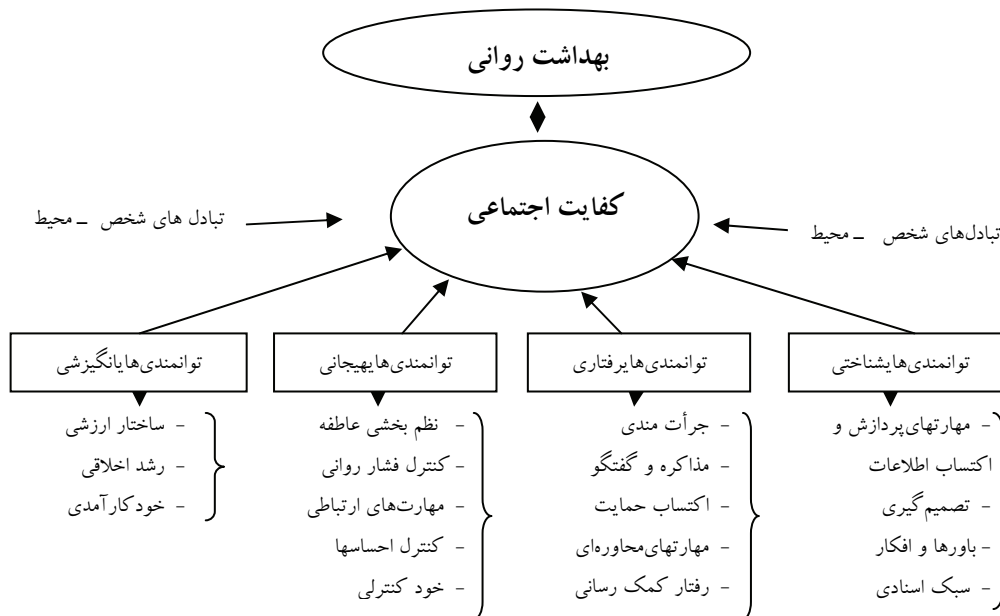 بهداشت روانی
کفایت اجتماعی
تبادل‌های شخص – محیط
تبادل های شخص – محیط
توانمندی‌هایشناختی
توانمندی‌هایرفتاری
توانمندی‌هایهیجانی
توانمندی‌هایانگیزشی
- مهارتهای‌پردازش و
اکتساب اطلاعات
- تصمیم‌گیری
- باورها و افکار
- سبک اسنادی
- جرأت مندی
- مذاکره و گفتگو
- اکتساب حمایت
- مهارتهای‌محاوره‌ای
- رفتار کمک رسانی
- نظم بخشی عاطفه
- کنترل فشار روانی
- مهارت‌های ارتباطی
- کنترل احساسها
- خود کنترلی
- ساختار ارزشی
- رشد اخلاقی
- خودکارآمدی